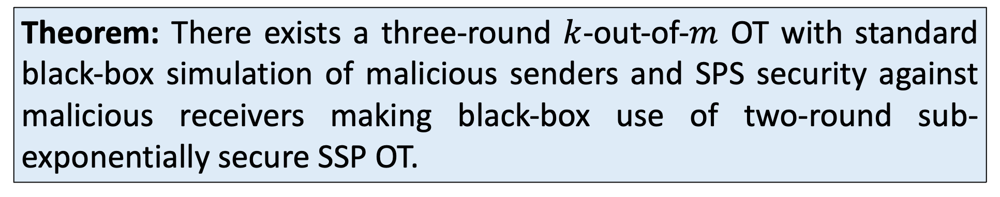 Theorem: There exists a three-round k-out-of-m OT with standard
black-box simulation of malicious senders and SPS security against
malicious receivers making black-box use of two-round sub-
exponentially secure SSP OT.